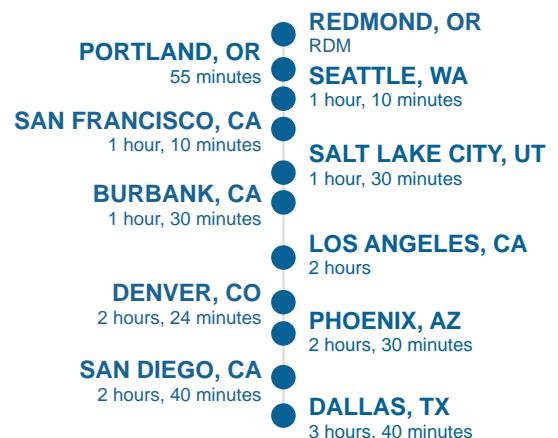 REDMOND, OR
RDM
PORTLAND, OR
55 minutes
SEATTLE, WA
1 hour, 10 minutes
SAN FRANCISCO, CA
1 hour, 10 minutes
SALT LAKE CITY, UT
1 hour, 30 minutes
BURBANK, CA
1 hour, 30 minutes
LOS ANGELES, CA
2 hours
DENVER, CO
2 hours, 24 minutes
PHOENIX, AZ
2 hours, 30 minutes
SAN DIEGO, CA
2 hours, 40 minutes
DALLAS, TX
3 hours, 40 minutes